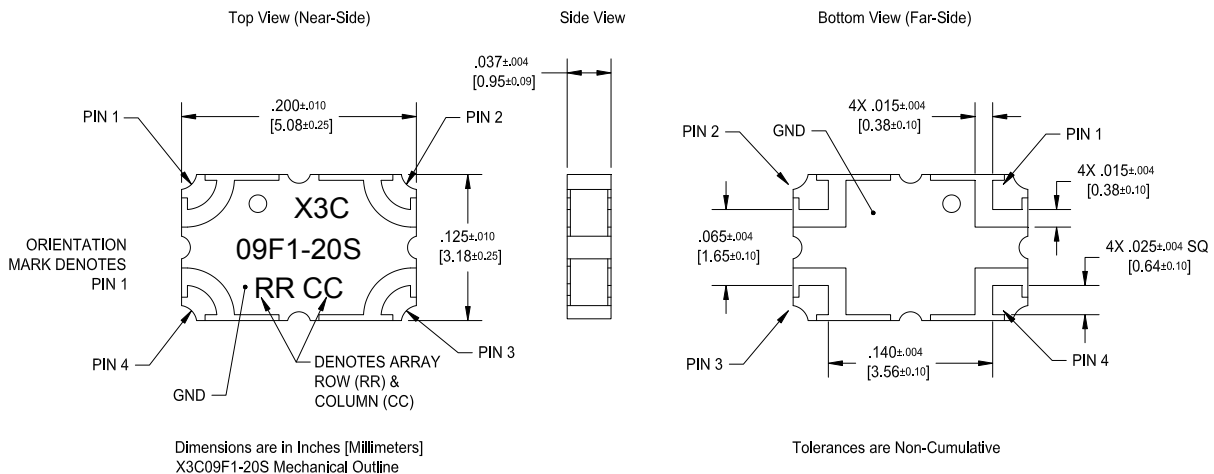 Top View (Near-Side)
Side View
Bottom View (Far-Side)
.037±.004
[0.95±0.09]
.200±.010
[5.08±0.25]
PIN 1
PIN 2
4X .015±.004
[0.38±0.10]
PIN 2
GND
PIN 1
4X .015±.004
[0.38±0.10]
X3C
09F1-20S
RR CC
.125±.010
[3.18±0.25]
ORIENTATION
MARK DENOTES
PIN 1
.065±.004
[1.65±0.10]
4X .025±.004 SQ
[0.64±0.10]
PIN 4
PIN 3
GND
DENOTES ARRAY
ROW (RR) &
COLUMN (CC)
PIN 3
PIN 4
.140±.004
[3.56±0.10]
Dimensions are in Inches [Millimeters]
X3C09F1-20S Mechanical Outline
Tolerances are Non-Cumulative